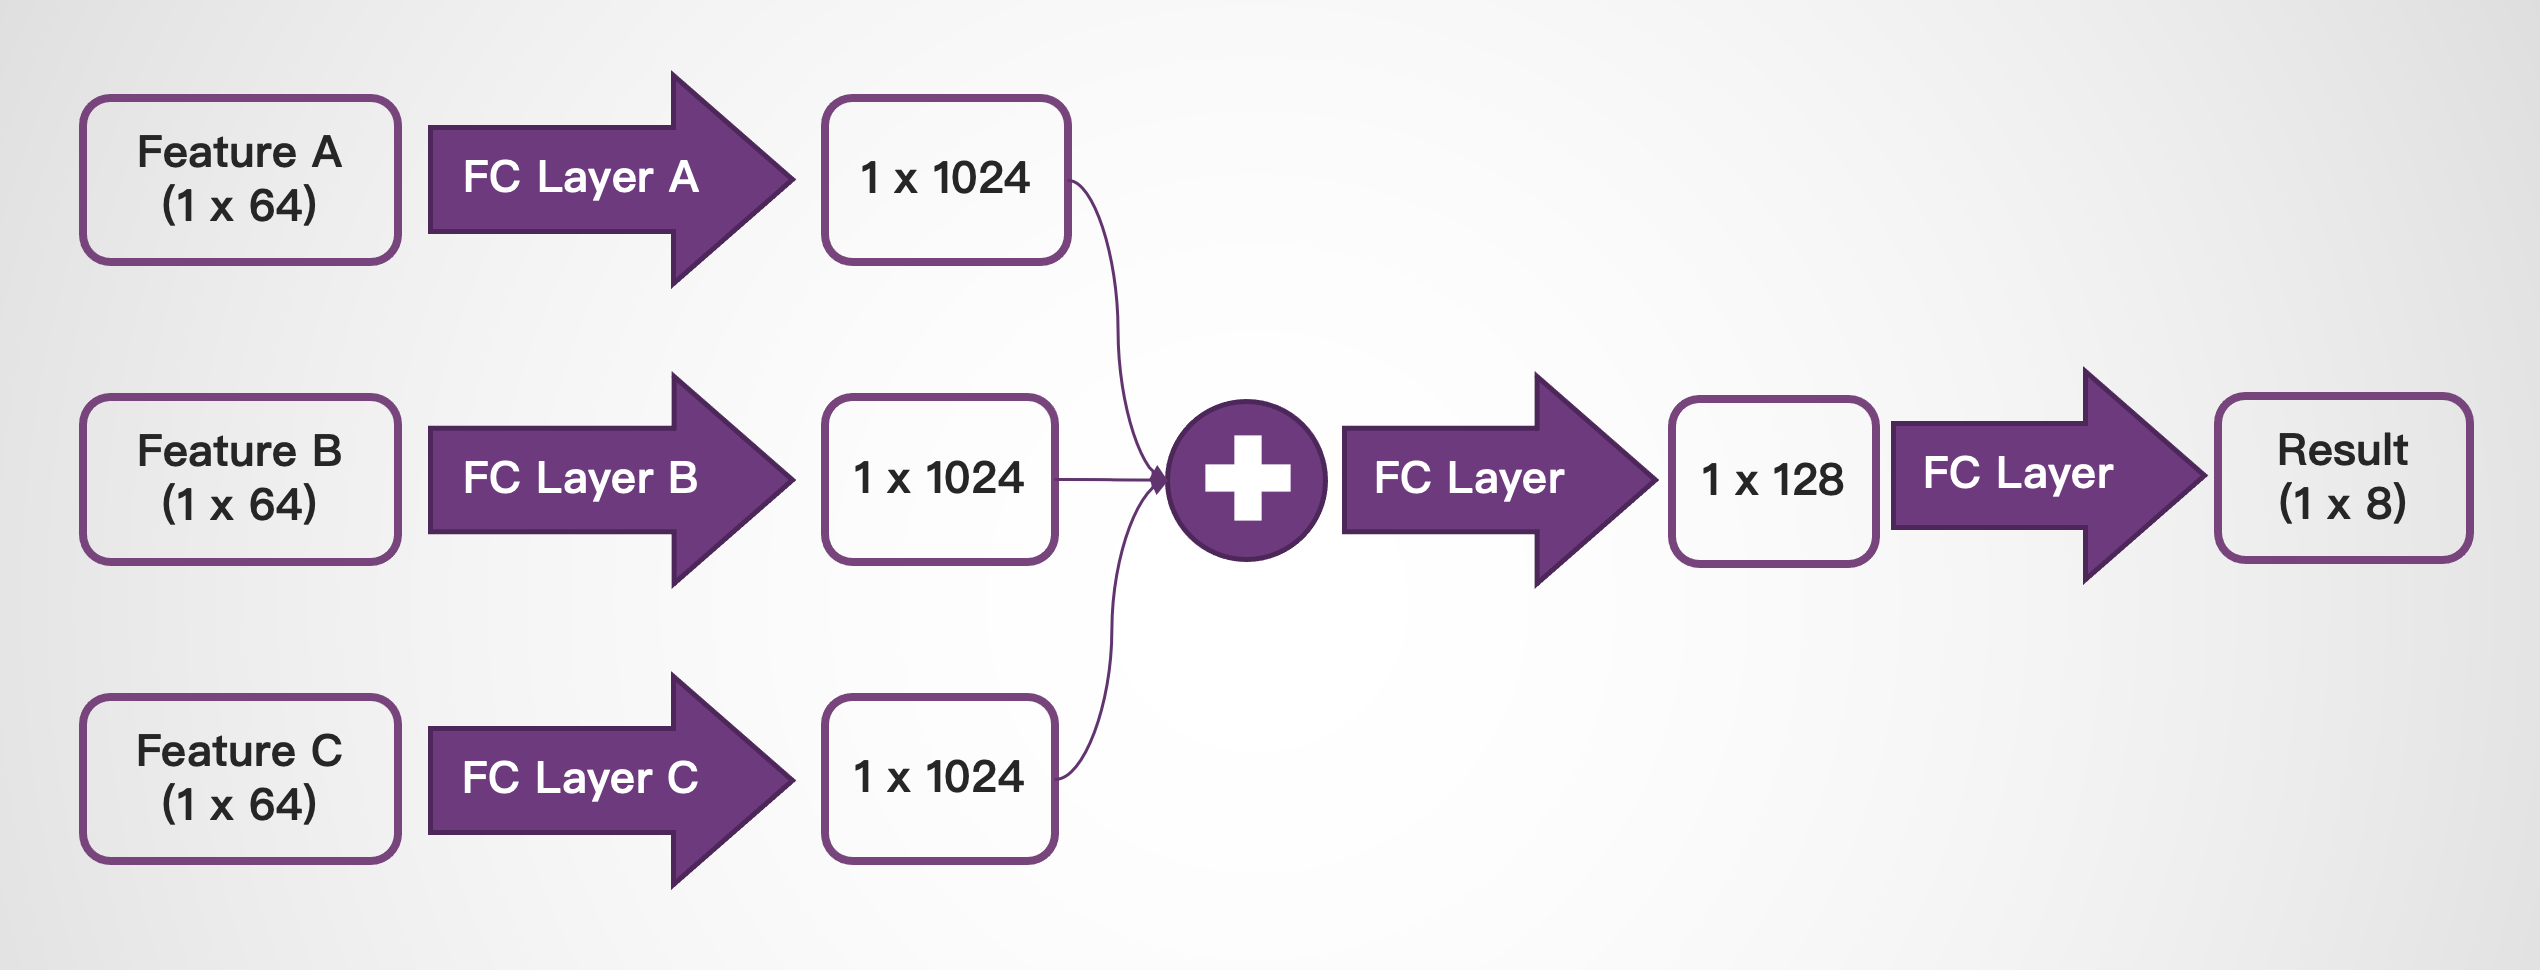 Feature A
(1 x 64)
FC Layer A
1 x 1024
Feature B
(1 x 64)
FC Layer B
1 x 1024
FC Layer
1 x 128
FC Layer
Result
(1 x 8)
Feature C
(1 x 64)
FC Layer C
1 x 1024